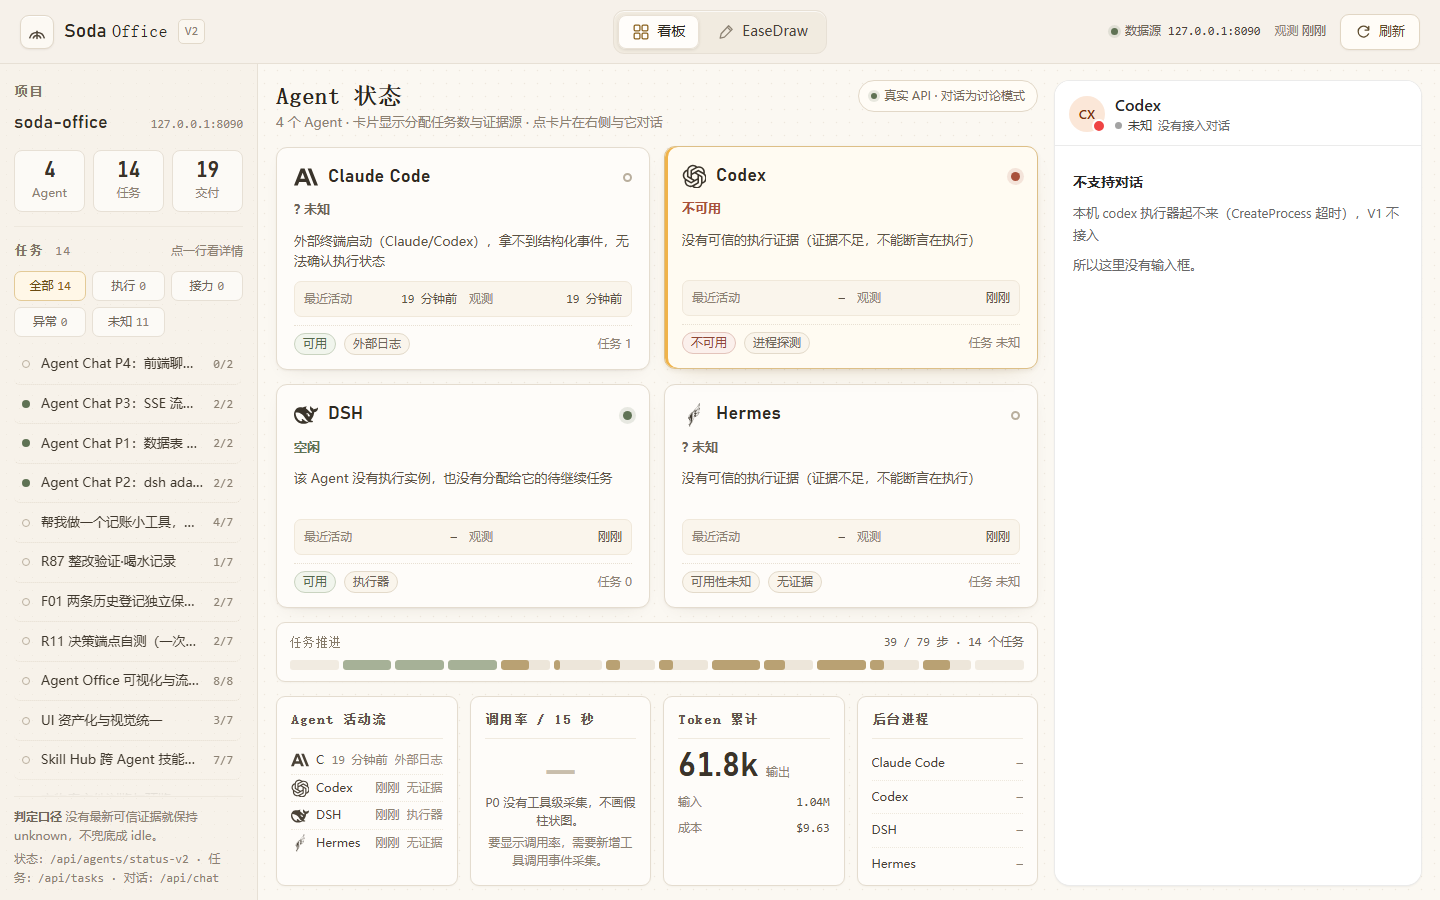 Soda Office V2
看板
EaseDraw
数据源 127.0.0.1:8090 观测 刚刚
刷新
项目
soda-office 127.0.0.1:8090
4 Agent
14 任务
19 交付
任务 14 点一行看详情
全部 14 执行 0 接力 0
异常 0 未知 11
Agent Chat P4：前端聊... 0/2
Agent Chat P3：SSE 流... 2/2
Agent Chat P1：数据表 ... 2/2
Agent Chat P2：dsh ada... 2/2
帮我做一个记账小工具，... 4/7
R87 整改验证·喝水记录 1/7
F01 两条历史登记独立保... 2/7
R11 决策端点自测（一次... 2/7
Agent Office 可视化与流... 8/8
UI 资产化与视觉统一 3/7
Skill Hub 跨 Agent 技能... 7/7
判定口径 没有最新可信证据就保持
unknown，不兜底成 idle。
状态: /api/agents/status-v2 · 任
务: /api/tasks · 对话: /api/chat
Agent 状态
4 个 Agent · 卡片显示分配任务数与证据源 · 点卡片在右侧与它对话
真实 API · 对话为讨论模式
Claude Code
? 未知
外部终端启动（Claude/Codex），拿不到结构化事件，无
法确认执行状态
最近活动 19 分钟前 观测 19 分钟前
可用 外部日志 任务 1
Codex
不可用
没有可信的执行证据（证据不足，不能断言在执行）
最近活动 — 观测 刚刚
不可用 进程探测 任务 未知
DSH
空闲
该 Agent 没有执行实例，也没有分配给它的待继续任务
最近活动 — 观测 刚刚
可用 执行器 任务 0
Hermes
? 未知
没有可信的执行证据（证据不足，不能断言在执行）
最近活动 — 观测 刚刚
可用性未知 无证据 任务 未知
任务推进 39 / 79 步 · 14 个任务
Agent 活动流
C 19 分钟前 外部日志
Codex 刚刚 无证据
DSH 刚刚 执行器
Hermes 刚刚 无证据
调用率 / 15 秒
—
P0 没有工具级采集，不画假
柱状图。
要显示调用率，需要新增工
具调用事件采集。
Token 累计
61.8k 输出
输入 1.04M
成本 $9.63
后台进程
Claude Code —
Codex —
DSH —
Hermes —
CX
Codex
未知 没有接入对话
不支持对话
本机 codex 执行器起不来（CreateProcess 超时），V1 不
接入
所以这里没有输入框。